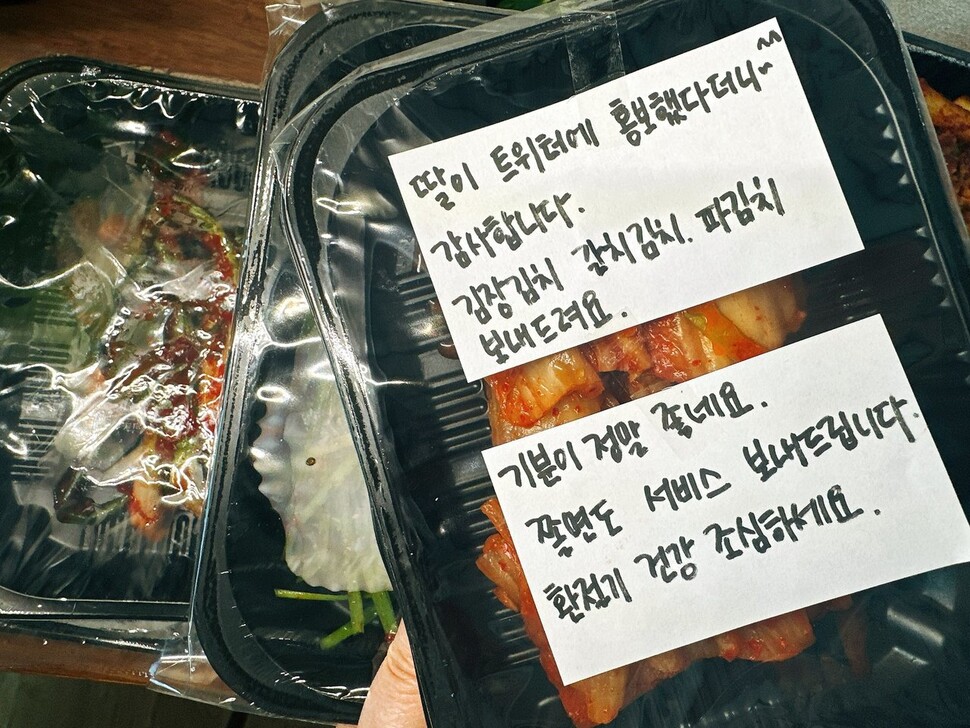 딸이 트위터에 홍보했다더니~ ^^
감사합니다.
김장김치 갈치김치. 파김치
보내드려요.
기분이 정말 좋네요.
쫄면도 서비스 보내드립니다.
환절기 건강 조심하세요.